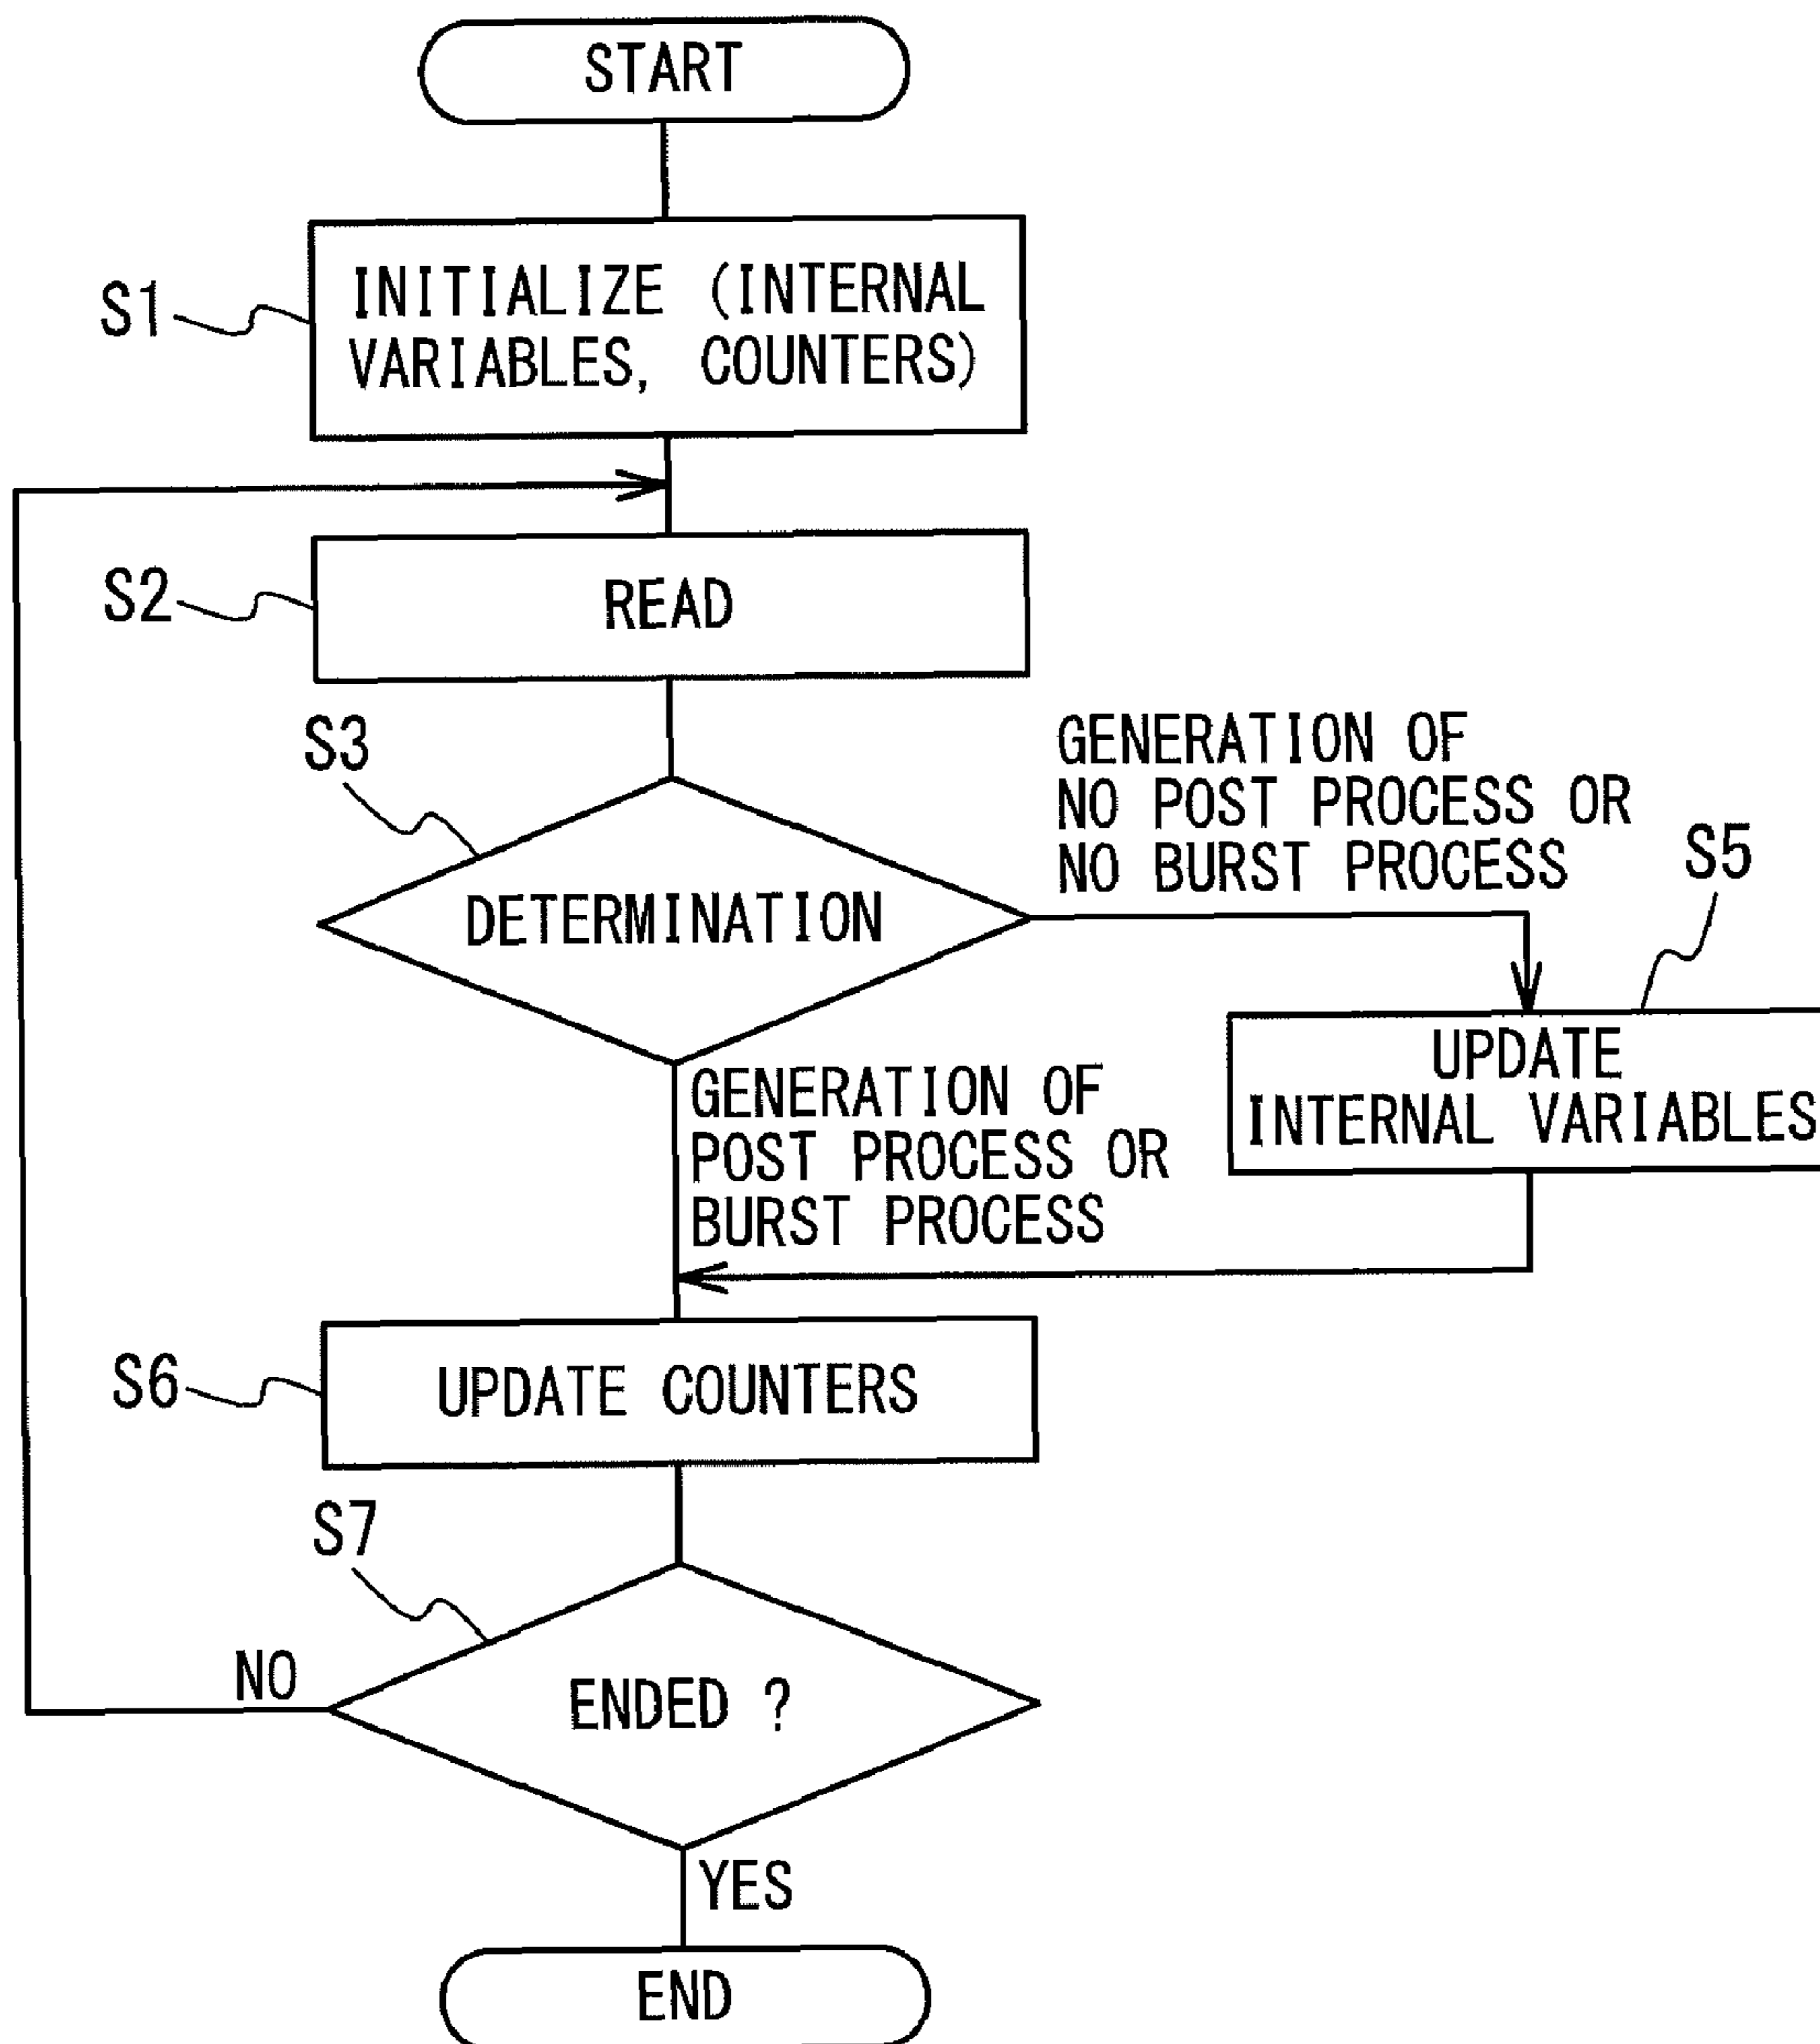 START
S1
INITIALIZE (INTERNAL
VARIABLES, COUNTERS)
S2
READ
S3
DETERMINATION
GENERATION OF
NO POST PROCESS OR
NO BURST PROCESS
S5
UPDATE
INTERNAL VARIABLES
GENERATION OF
POST PROCESS OR
BURST PROCESS
S6
UPDATE COUNTERS
S7
ENDED ?
NO
YES
END